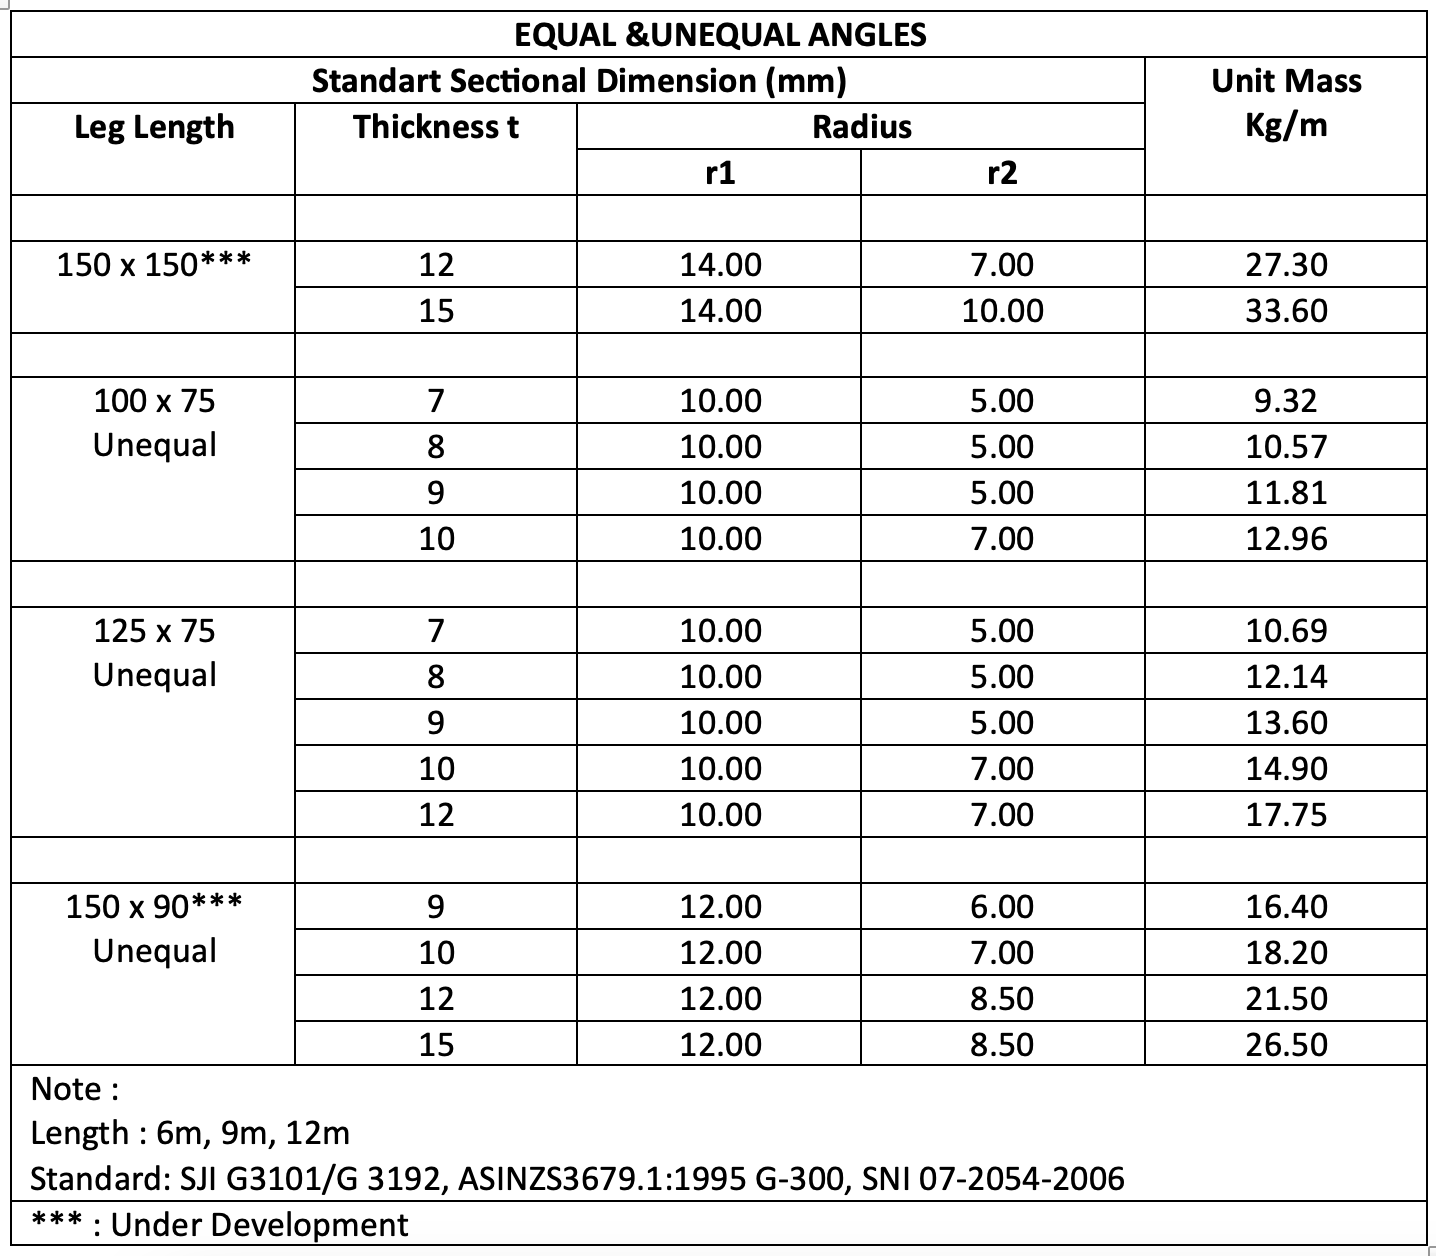 EQUAL &UNEQUAL ANGLES
Standart Sectional Dimension (mm) Unit Mass
Kg/m
Leg Length Thickness t Radius
r1 r2
150 x 150*** 12 14.00 7.00 27.30
15 14.00 10.00 33.60
100 x 75 7 10.00 5.00 9.32
Unequal 8 10.00 5.00 10.57
9 10.00 5.00 11.81
10 10.00 7.00 12.96
125 x 75 7 10.00 5.00 10.69
Unequal 8 10.00 5.00 12.14
9 10.00 5.00 13.60
10 10.00 7.00 14.90
12 10.00 7.00 17.75
150 x 90*** 9 12.00 6.00 16.40
Unequal 10 12.00 7.00 18.20
12 12.00 8.50 21.50
15 12.00 8.50 26.50
Note :
Length : 6m, 9m, 12m
Standard: SJI G3101/G 3192, ASINZS3679.1:1995 G-300, SNI 07-2054-2006
*** : Under Development